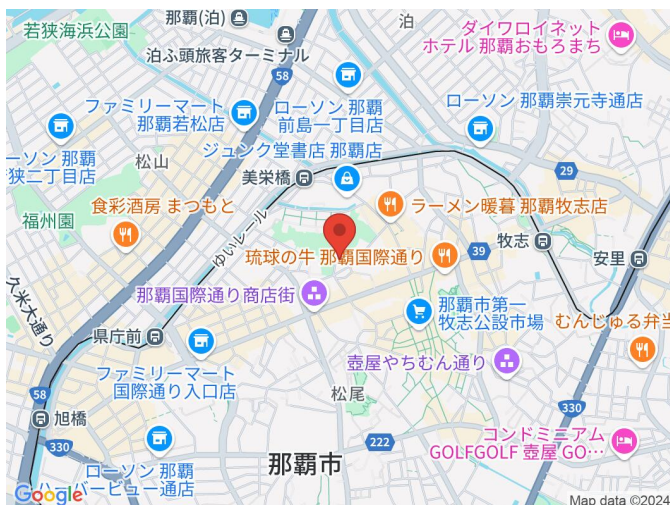 若狭海浜公園
那覇(泊)
泊
泊ふ頭旅客ターミナル
58
ダイワロイネット
ホテル 那覇おもろまち
ファミリーマート
那覇若松店
ローソン 那覇
前島一丁目店
ローソン 那覇崇元寺通店
ローソン 那覇
若狭二丁目店
松山
ジュンク堂書店 那覇店
美栄橋
29
福州園
食彩酒房 まつもと
ラーメン暖暮 那覇牧志店
ゆいレール
琉球の牛 那覇国際通り
39
牧志
安里
久米大通り
那覇国際通り商店街
那覇市第一
牧志公設市場
県庁前
むんじゅる弁当
ファミリーマート
国際通り入口店
壺屋やちむん通り
松尾
58
旭橋
330
330
222
コンドミニアム
GOLFGOLF 壺屋 GO…
ローソン 那覇
ハーバービュー通店
那覇市
Google
Map data ©2024